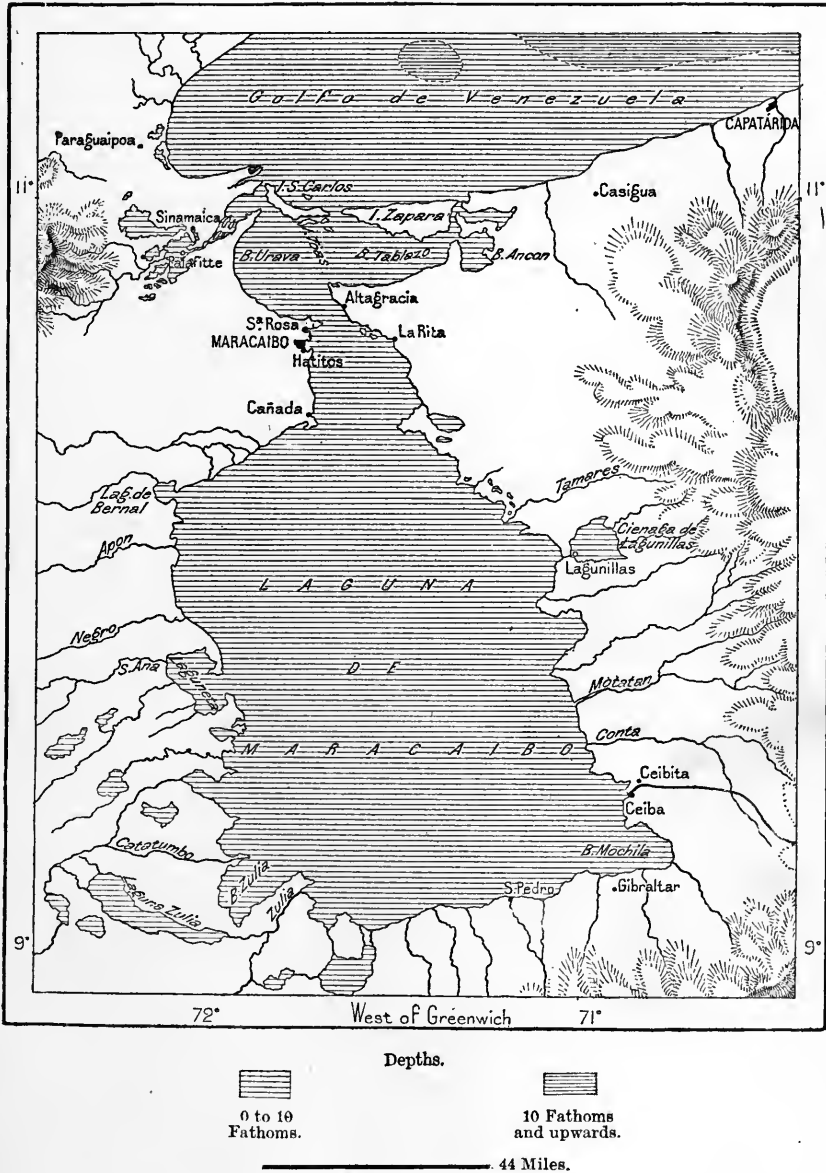 Golfo de Venezuela
CAPATÁRIDA
Paraguaipoa
11°
11°
I.S.Carlos
Casigua
Sinamaica
I. Zapara
Palafitte
B.Urava
B.Tablazo
B.Ancon
Altagracia
Sᵃ. Rosa
La Rita
MARACAIBO
Hatitos
Cañada
Tamares
Lag. de
Bernal
Cienaga de
Lagunillas
Apon
Lagunillas
LAGUNA
Negro
S. Ana
Laguneta
DE
Motatan
Conta
MARACAIBO
Ceibita
Ceiba
Catatumbo
B.Mochila
B.Zulia
Zulia
Laguna Zulia
S.Pedro
Gibraltar
9°
9°
72°
West of Greenwich
71°
Depths.
0 to 10
Fathoms.
10 Fathoms
and upwards.
44 Miles.